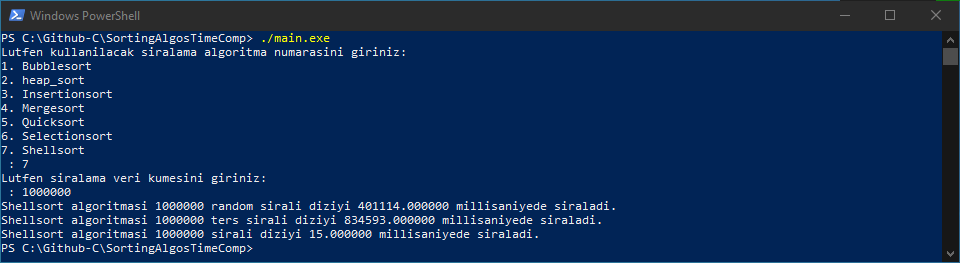 Windows PowerShell
PS C:\Github-C\SortingAlgosTimeComp> ./main.exe
Lutfen kullanilacak siralama algoritma numarasini giriniz:
1. Bubblesort
2. heap_sort
3. Insertionsort
4. Mergesort
5. Quicksort
6. Selectionsort
7. Shellsort
 : 7
Lutfen siralama veri kumesini giriniz:
 : 1000000
Shellsort algoritmasi 1000000 random sirali diziyi 401114.000000 millisaniyede siraladi.
Shellsort algoritmasi 1000000 ters sirali diziyi 834593.000000 millisaniyede siraladi.
Shellsort algoritmasi 1000000 sirali diziyi 15.000000 millisaniyede siraladi.
PS C:\Github-C\SortingAlgosTimeComp>